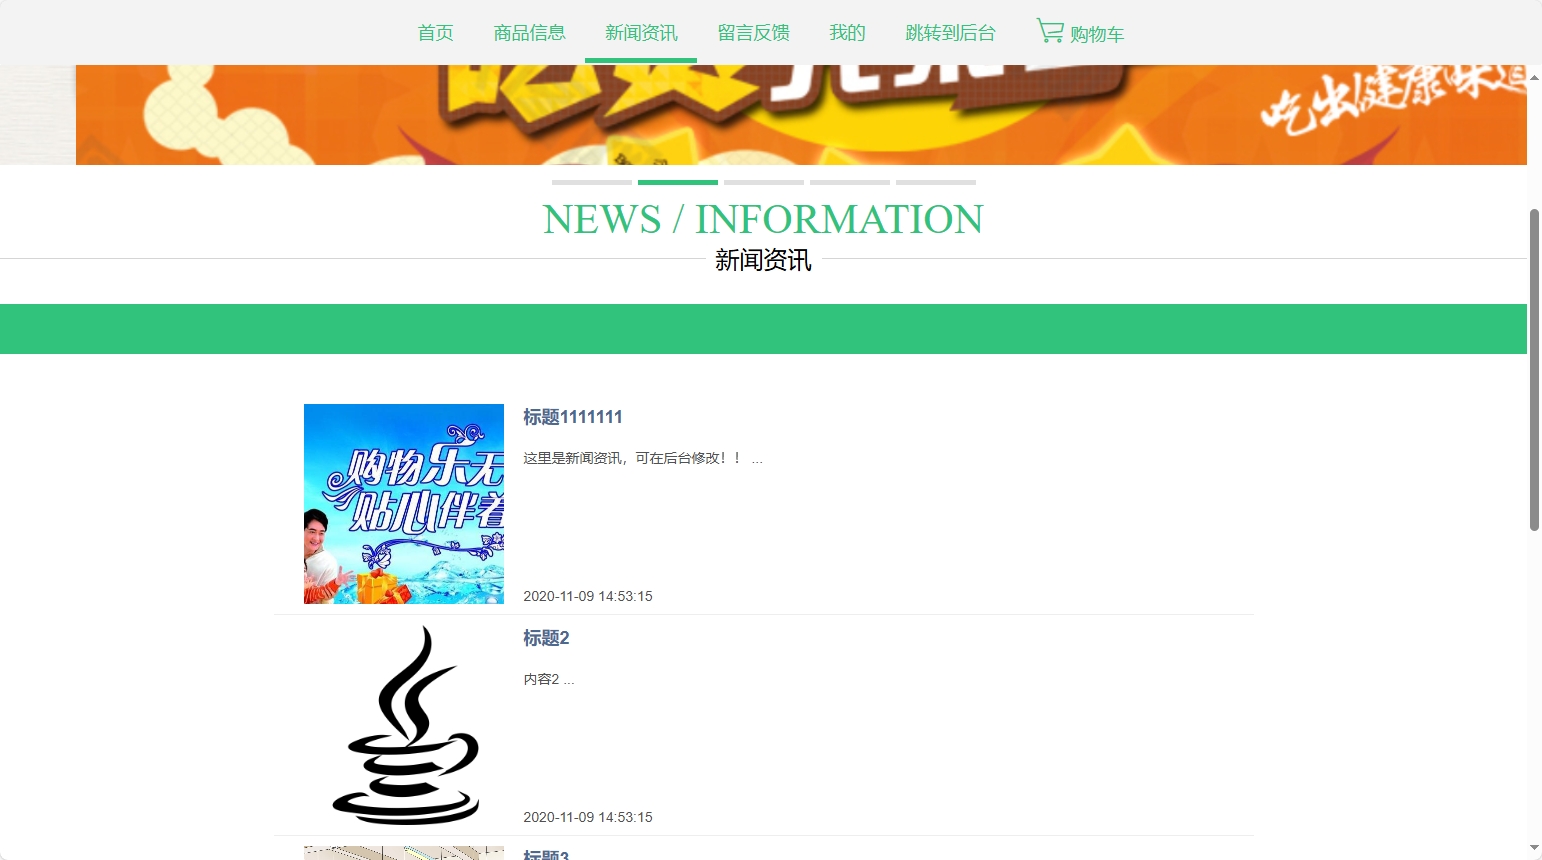 首页 商品信息 新闻资讯 留言反馈 我的 跳转到后台 购物车
吃出健康味道
NEWS / INFORMATION
新闻资讯
标题1111111
这里是新闻资讯，可在后台修改！！ ...
购物乐无
贴心伴着
2020-11-09 14:53:15
标题2
内容2 ...
2020-11-09 14:53:15
标题3